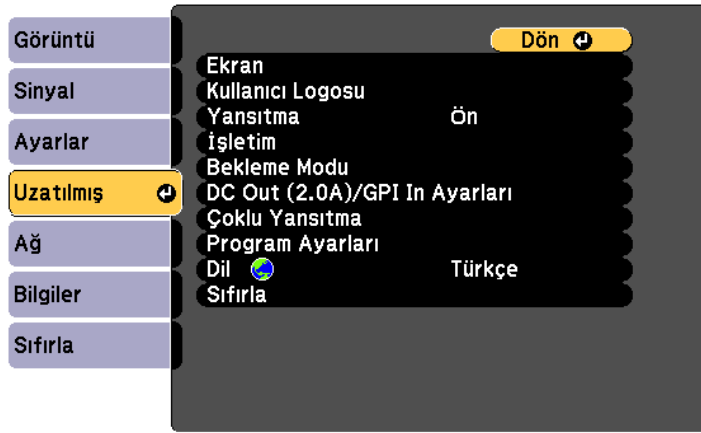 Görüntü
Sinyal
Ayarlar
Uzatılmış
Ağ
Bilgiler
Sıfırla
Dön
Ekran
Kullanıcı Logosu
Yansıtma Ön
İşletim
Bekleme Modu
DC Out (2.0A)/GPI In Ayarları
Çoklu Yansıtma
Program Ayarları
Dil Türkçe
Sıfırla